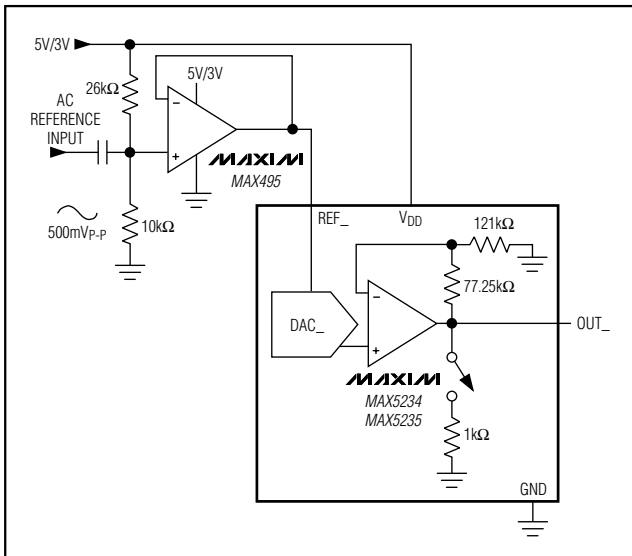 5V/3V
5V/3V
26kΩ
AC
REFERENCE
INPUT
−
+
MAXIM
MAX495
500mVP-P
10kΩ
REF_
VDD
121kΩ
77.25kΩ
−
DAC_
+
OUT_
MAXIM
MAX5234
MAX5235
1kΩ
GND